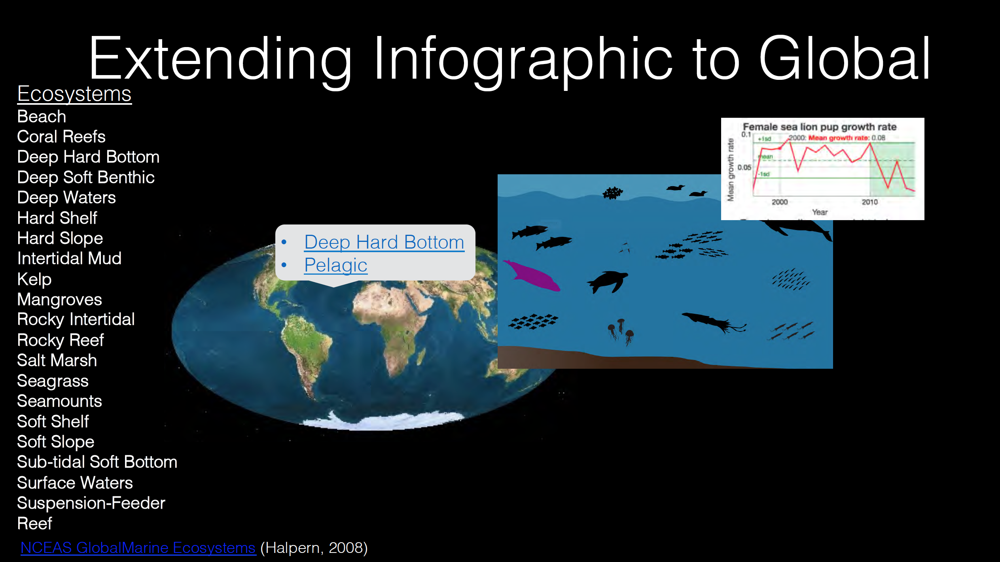 Extending Infographic to Global
Ecosystems
Beach
Coral Reefs
Deep Hard Bottom
Deep Soft Benthic
Deep Waters
Hard Shelf
Hard Slope
Intertidal Mud
Kelp
Mangroves
Rocky Intertidal
Rocky Reef
Salt Marsh
Seagrass
Seamounts
Soft Shelf
Soft Slope
Sub-tidal Soft Bottom
Surface Waters
Suspension-Feeder
Reef
NCEAS GlobalMarine Ecosystems (Halpern, 2008)
• Deep Hard Bottom
• Pelagic
Female sea lion pup growth rate
0.1
+1sd
2000: Mean growth rate: 0.08
mean
0.05
-1sd
Mean growth rate
2000
2010
Year